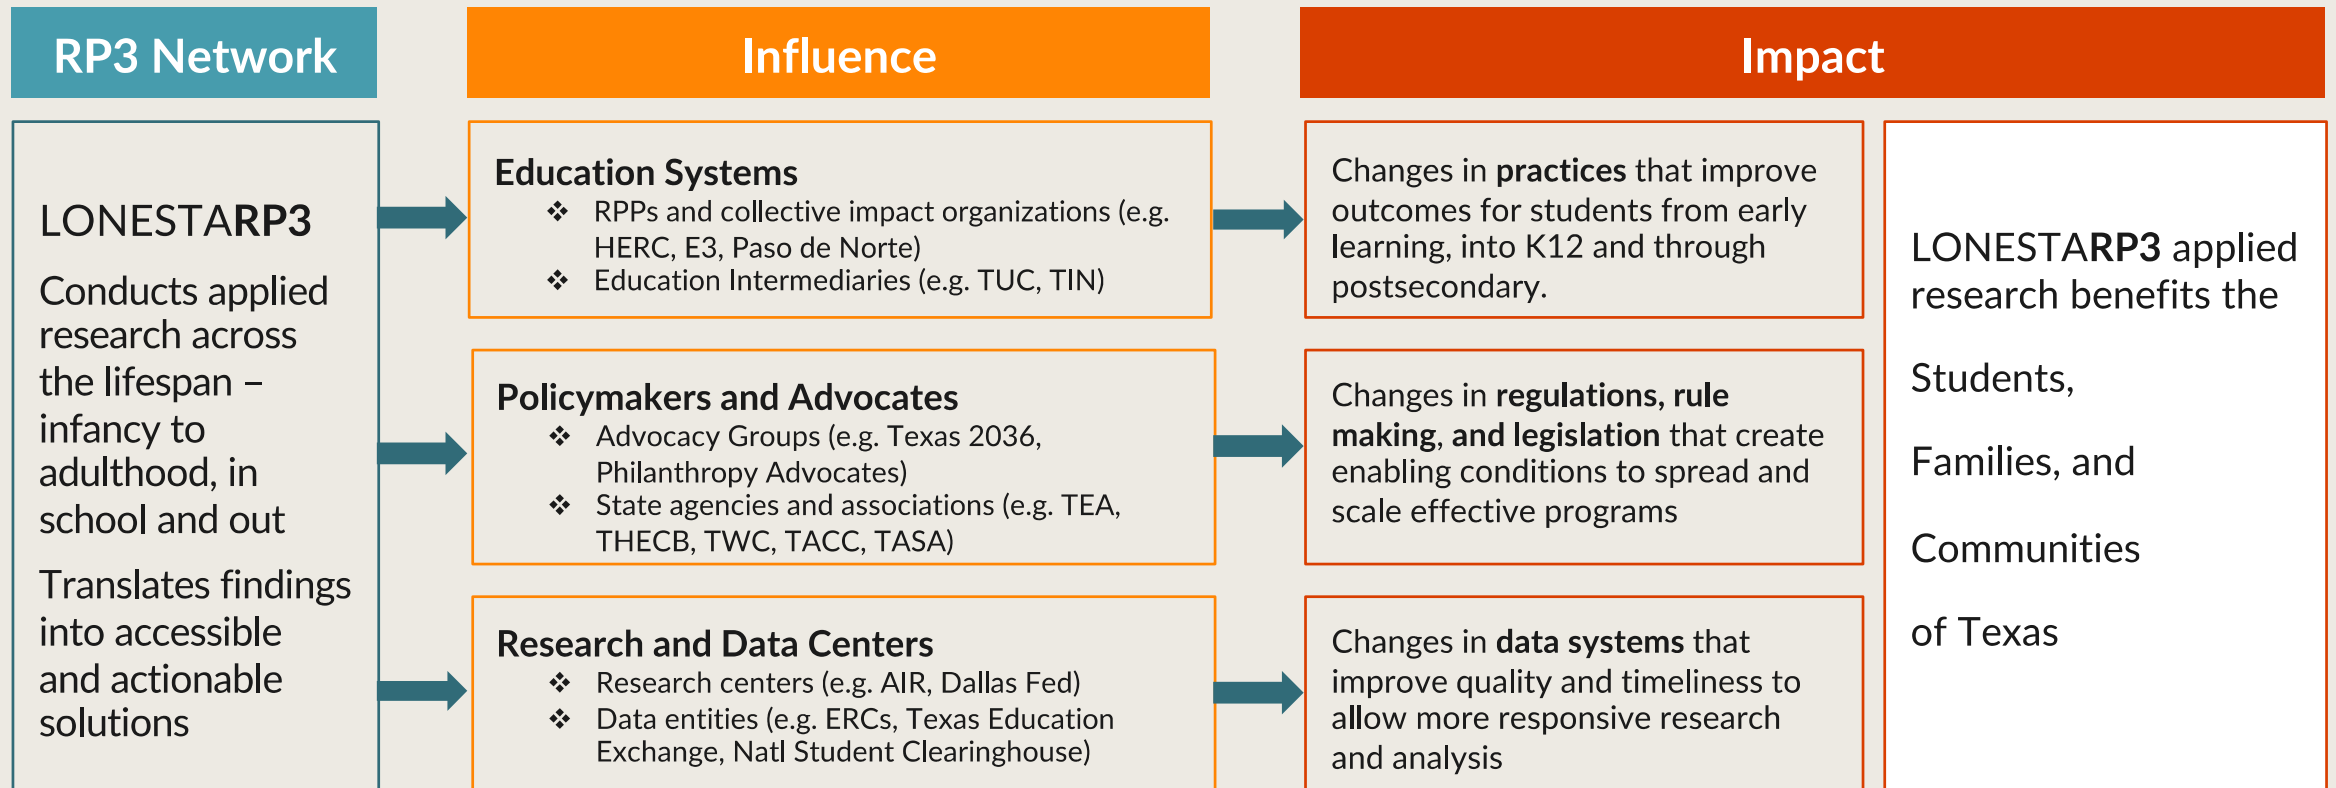 RP3 Network
Influence
Impact
LONESTARP3
Conducts applied
research across
the lifespan –
infancy to
adulthood, in
school and out
Translates findings
into accessible
and actionable
solutions
Education Systems
❖ RPPs and collective impact organizations (e.g.
HERC, E3, Paso de Norte)
❖ Education Intermediaries (e.g. TUC, TIN)
Policymakers and Advocates
❖ Advocacy Groups (e.g. Texas 2036,
Philanthropy Advocates)
❖ State agencies and associations (e.g. TEA,
THECB, TWC, TACC, TASA)
Research and Data Centers
❖ Research centers (e.g. AIR, Dallas Fed)
❖ Data entities (e.g. ERCs, Texas Education
Exchange, Natl Student Clearinghouse)
Changes in practices that improve
outcomes for students from early
learning, into K12 and through
postsecondary.
Changes in regulations, rule
making, and legislation that create
enabling conditions to spread and
scale effective programs
Changes in data systems that
improve quality and timeliness to
allow more responsive research
and analysis
LONESTARP3 applied
research benefits the
Students,
Families, and
Communities
of Texas